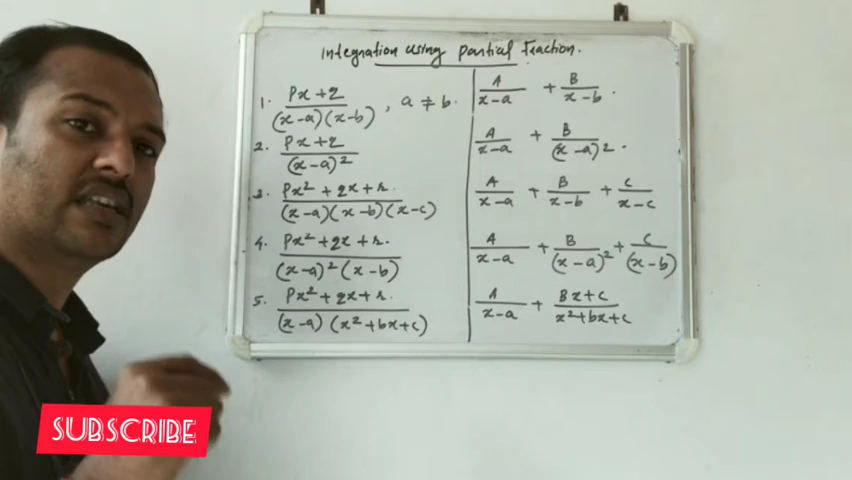 Integration using partial fraction.
1. Px+q / (x-a)(x-b) , a ≠ b. | A/(x-a) + B/(x-b) .
2. Px+q / (x-a)² | A/(x-a) + B/(x-a)² .
3. Px²+qx+r. / (x-a)(x-b)(x-c) | A/(x-a) + B/(x-b) + C/(x-c)
4. Px²+qx+r. / (x-a)²(x-b) | A/(x-a) + B/(x-a)² + C/(x-b)
5. Px²+qx+r. / (x-a)(x²+bx+c) | A/(x-a) + Bx+C / x²+bx+c
SUBSCRIBE